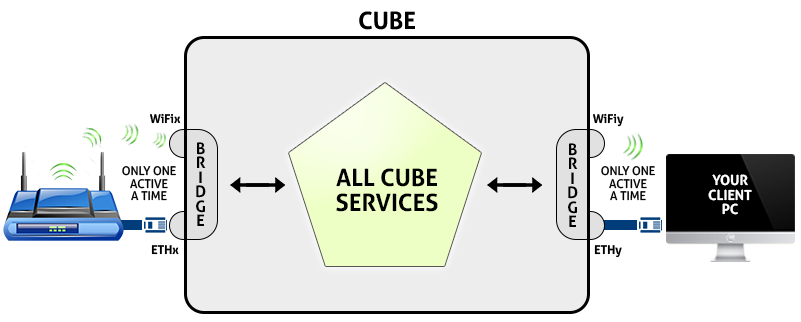 CUBE
WiFix
BRIDGE
ONLY ONE
ACTIVE
A TIME
ETHx
ALL CUBE
SERVICES
WiFiy
BRIDGE
ONLY ONE
ACTIVE
A TIME
ETHy
YOUR
CLIENT
PC